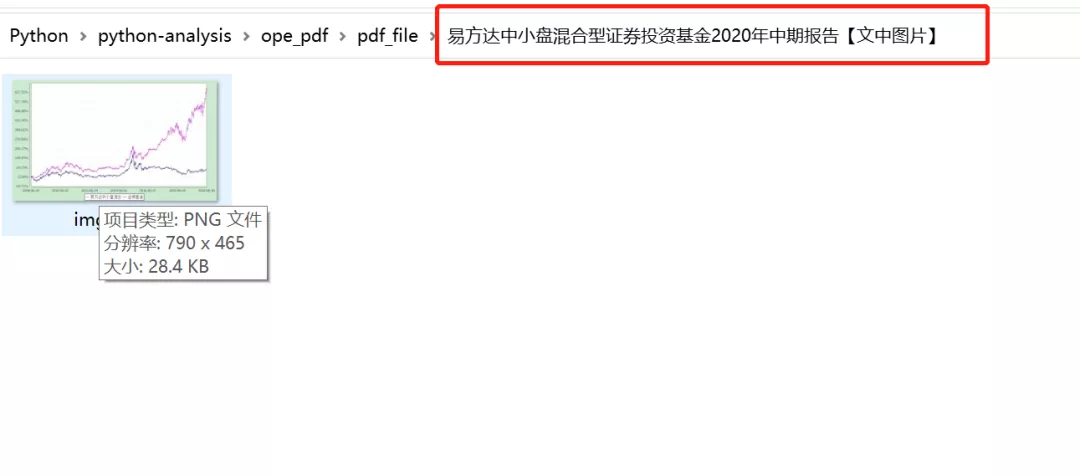 Python › python-analysis › ope_pdf › pdf_file › 易方达中小盘混合型证券投资基金2020年中期报告【文中图片】
img
项目类型: PNG 文件
分辨率: 790 x 465
大小: 28.4 KB